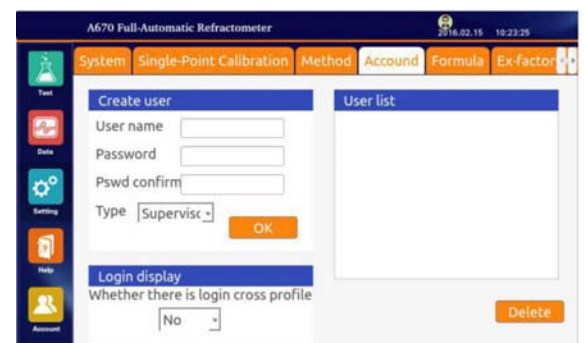 A670 Full-Automatic Refractometer
2016.02.15 10:23:25
System Single-Point Calibration Method Accound Formula Ex-factor
Test
Data
Setting
Help
Account
Create user
User name
Password
Pswd confirm
Type Supervisc
OK
Login display
Whether there is login cross profile
No
User list
Delete